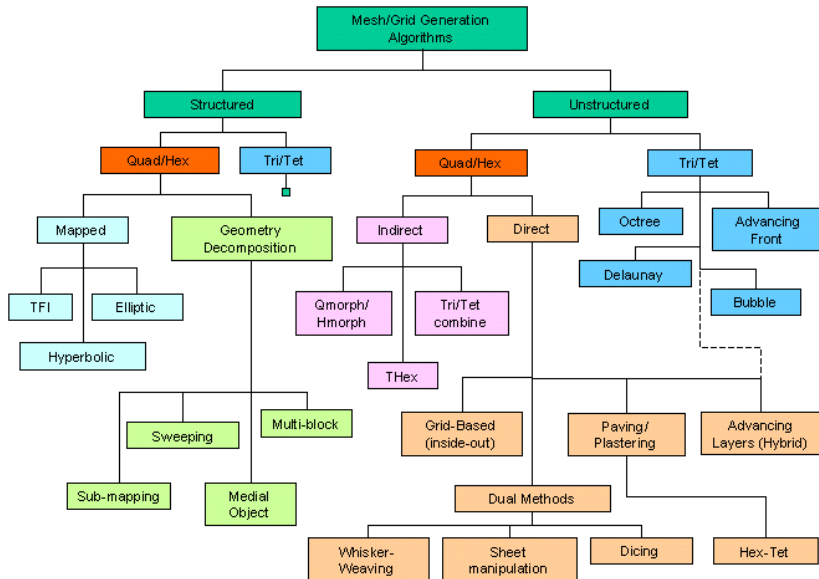 Mesh/Grid Generation
Algorithms
Structured
Unstructured
Quad/Hex
Tri/Tet
Quad/Hex
Tri/Tet
Mapped
Geometry
Decomposition
Indirect
Direct
Octree
Advancing
Front
Delaunay
Bubble
TFI
Elliptic
Hyperbolic
Qmorph/
Hmorph
Tri/Tet
combine
THex
Sweeping
Multi-block
Sub-mapping
Medial
Object
Grid-Based
(inside-out)
Paving/
Plastering
Advancing
Layers (Hybrid)
Dual Methods
Whisker-
Weaving
Sheet
manipulation
Dicing
Hex-Tet